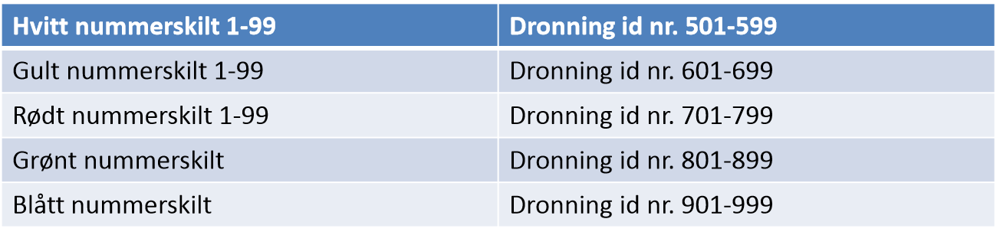 Hvitt nummerskilt 1-99 Dronning id nr. 501-599
Gult nummerskilt 1-99 Dronning id nr. 601-699
Rødt nummerskilt 1-99 Dronning id nr. 701-799
Grønt nummerskilt Dronning id nr. 801-899
Blått nummerskilt Dronning id nr. 901-999